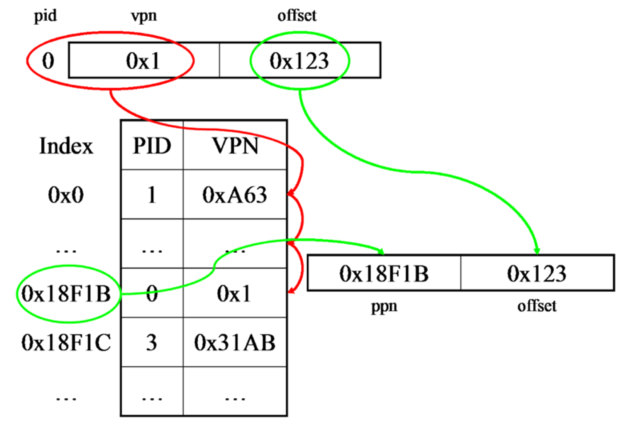 pid vpn offset
0 0x1 0x123
Index PID VPN
0x0 1 0xA63
... ... ...
0x18F1B 0 0x1
0x18F1C 3 0x31AB
... ... ...
0x18F1B 0x123
ppn offset